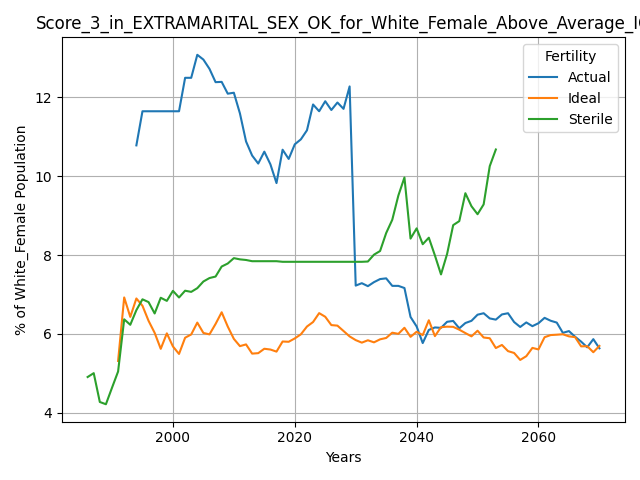 Score_3_in_EXTRAMARITAL_SEX_OK_for_White_Female_Above_Average_I
Fertility
Actual
Ideal
Sterile
% of White_Female Population
12
10
8
6
4
2000
2020
2040
2060
Years